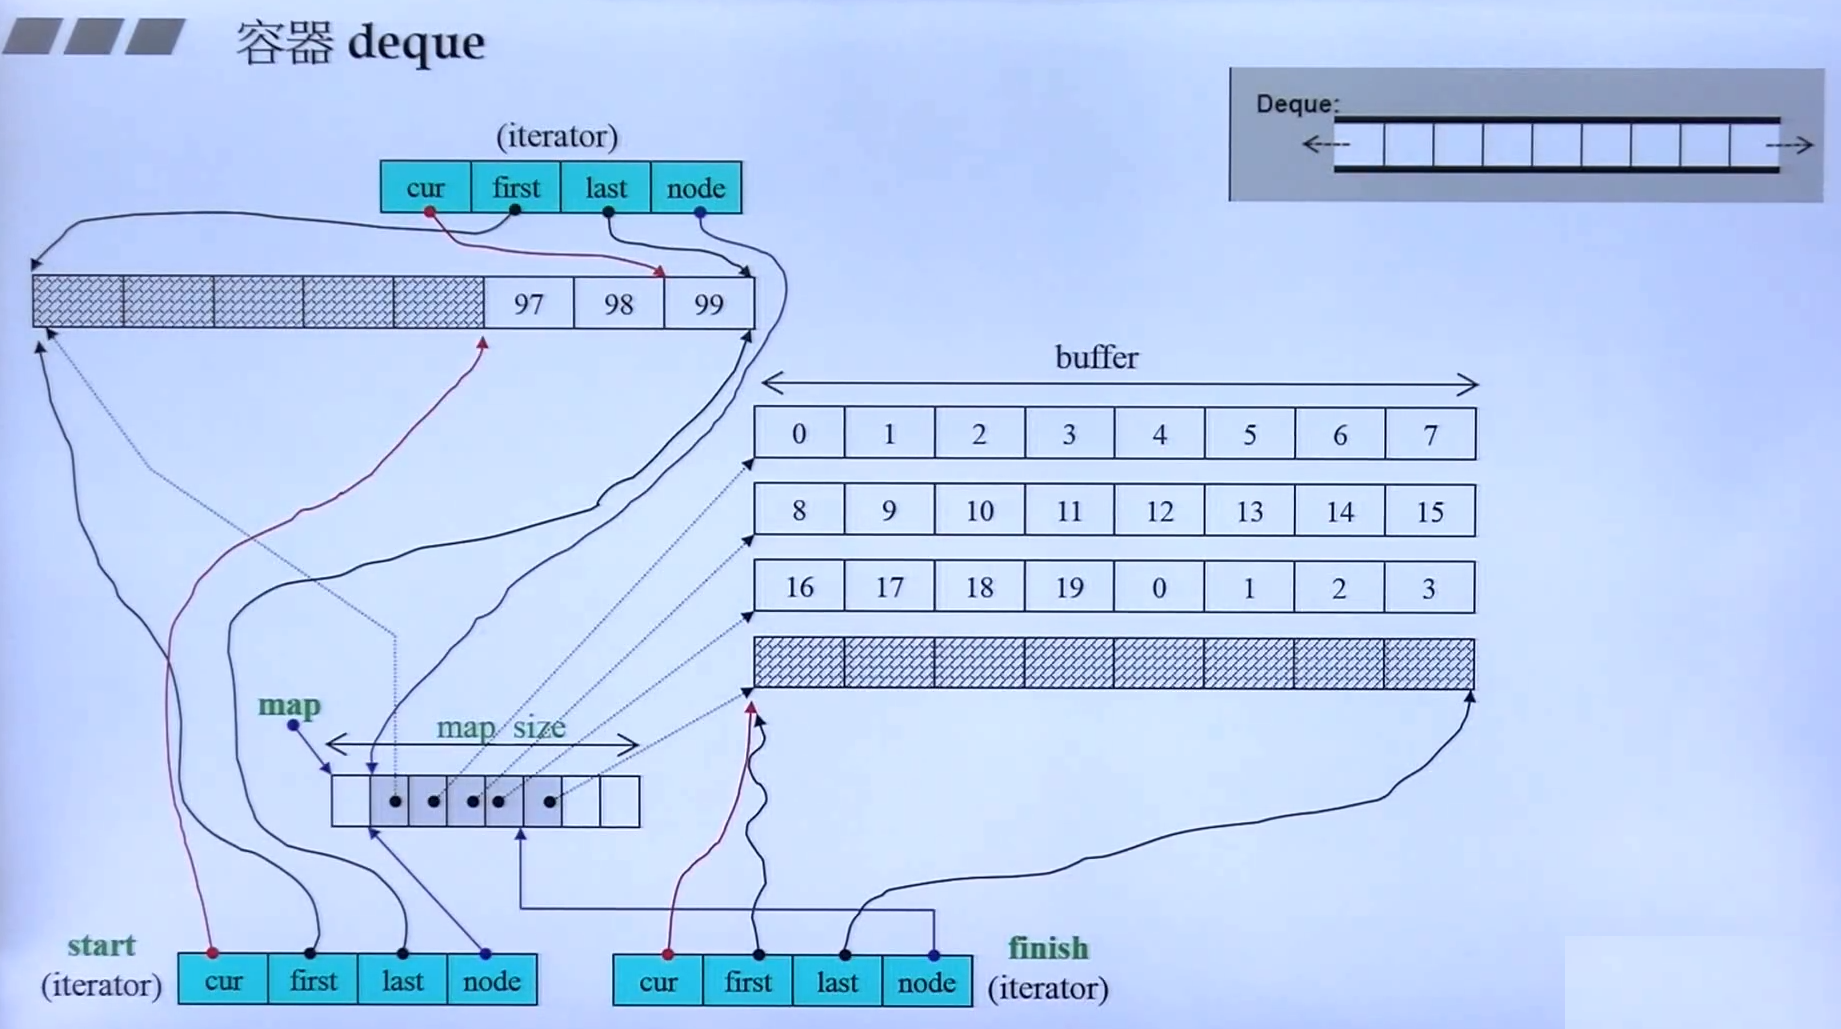 容器 deque
Deque:
(iterator)
cur first last node
97 98 99
buffer
0 1 2 3 4 5 6 7
8 9 10 11 12 13 14 15
16 17 18 19 0 1 2 3
map
map size
start
(iterator)
cur first last node
cur first last node
finish
(iterator)